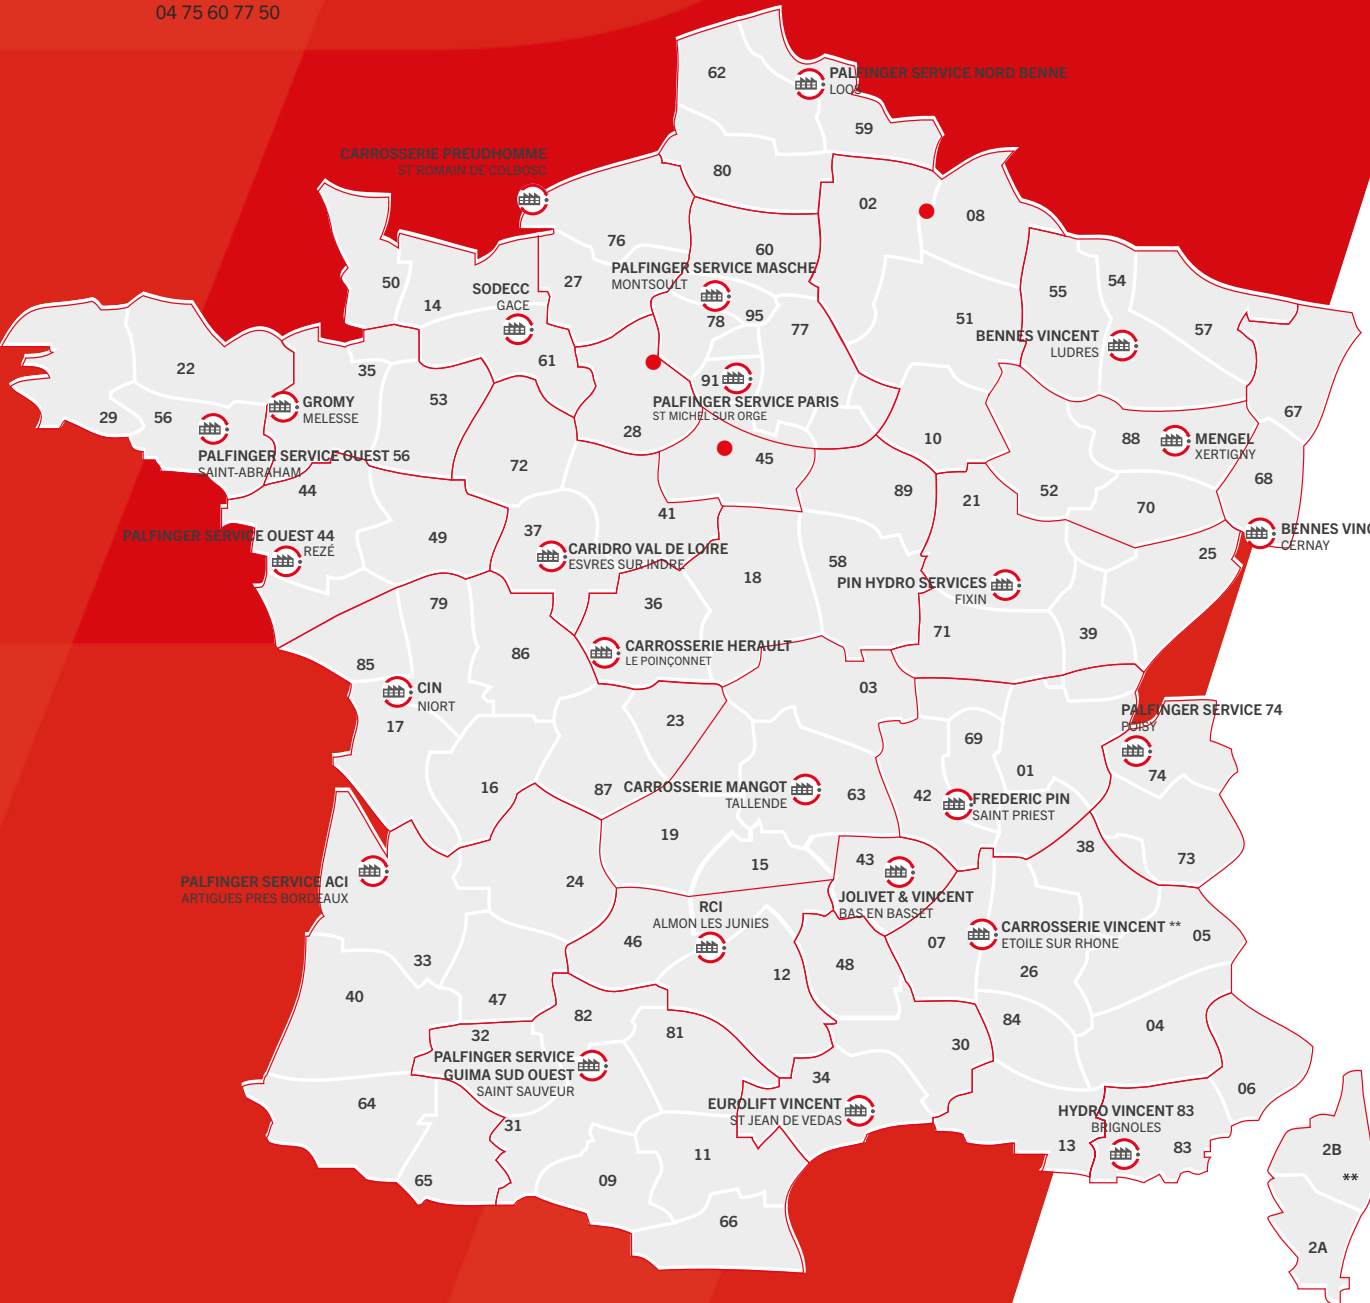 04 75 60 77 50
62
PALFINGER SERVICE NORD BENNE
LOOS
59
CARROSSERIE PREUDHOMME
ST ROMAIN DE COLBOSC
80
02
08
76
60
PALFINGER SERVICE MASCHE
MONTSOULT
50
14
SODECC
GACE
27
78
95
77
51
55
54
57
BENNES VINCENT
LUDRES
22
35
61
53
91
PALFINGER SERVICE PARIS
ST MICHEL SUR ORGE
29
56
GROMY
MELESSE
28
10
88
MENGEL
XERTIGNY
67
PALFINGER SERVICE OUEST 56
SAINT-ABRAHAM
72
45
44
89
21
52
70
68
41
37
49
PALFINGER SERVICE OUEST 44
REZÉ
CARIDRO VAL DE LOIRE
ESVRES SUR INDRE
BENNES VINC
CERNAY
25
18
58
PIN HYDRO SERVICES
FIXIN
79
36
71
39
85
86
CARROSSERIE HERAULT
LE POINÇONNET
CIN
NIORT
03
17
23
PALFINGER SERVICE 74
POISY
69
01
74
16
87
CARROSSERIE MANGOT
TALLENDE
63
42
FREDERIC PIN
SAINT PRIEST
19
15
43
38
73
PALFINGER SERVICE ACI
ARTIGUES PRES BORDEAUX
24
JOLIVET & VINCENT
BAS EN BASSET
RCI
ALMON LES JUNIES
46
CARROSSERIE VINCENT **
ETOILE SUR RHONE
05
07
33
12
48
26
40
47
82
84
04
32
81
30
PALFINGER SERVICE
GUIMA SUD OUEST
SAINT SAUVEUR
34
06
64
EUROLIFT VINCENT
ST JEAN DE VEDAS
HYDRO VINCENT 83
BRIGNOLES
31
13
83
11
2B
**
65
09
66
2A